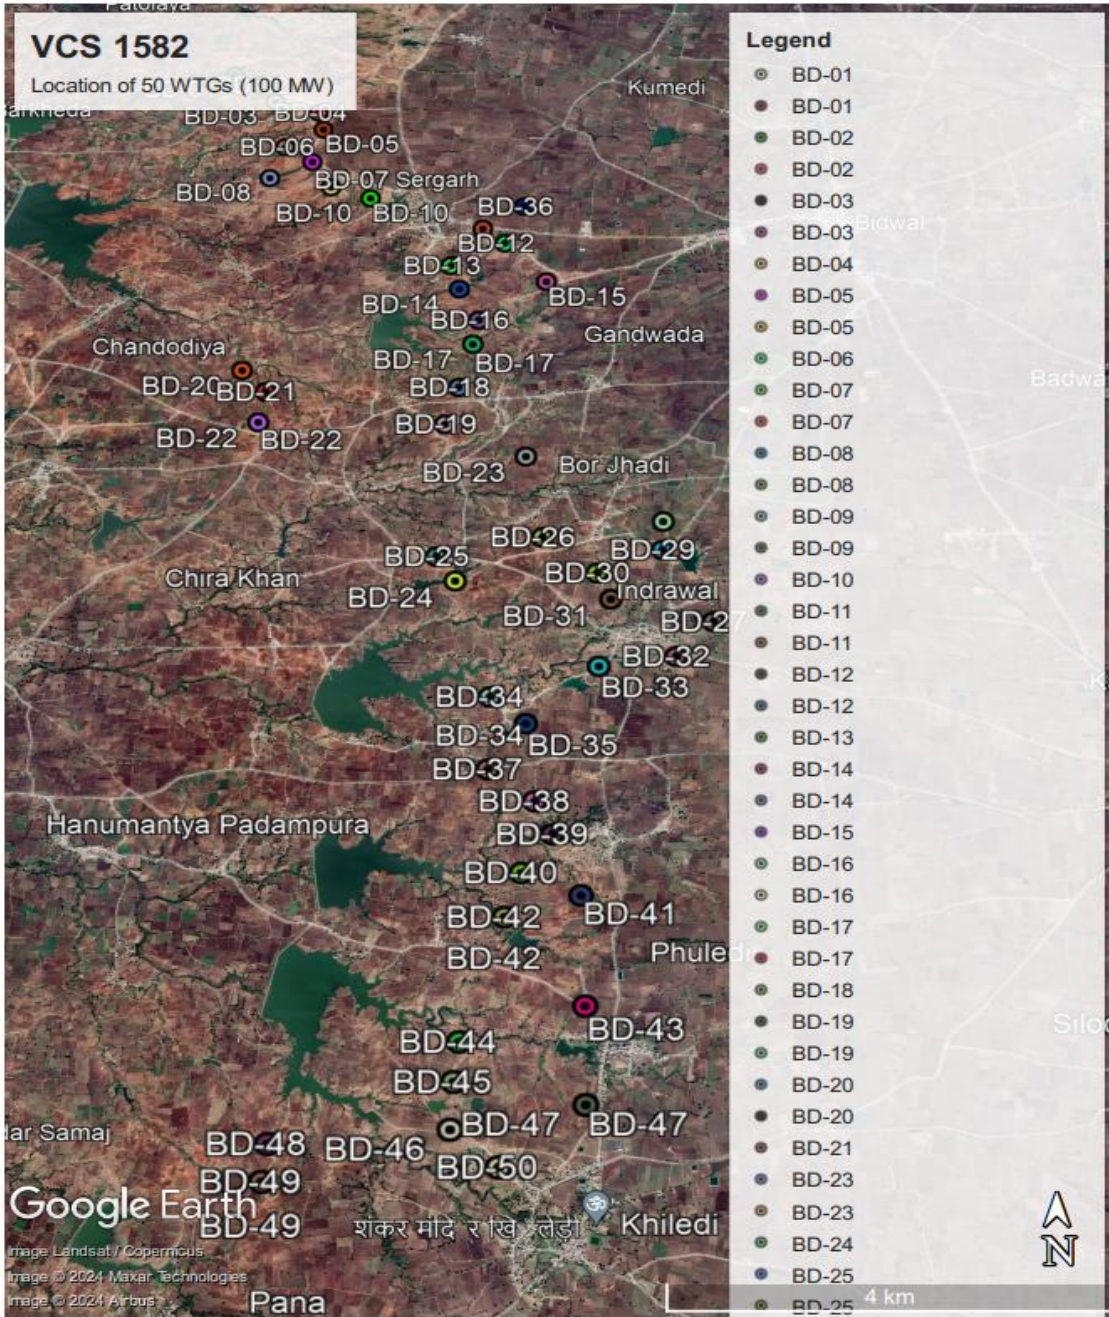 VCS 1582
Location of 50 WTGs (100 MW)
Kumedi
BD-03 BD-04
BD-06 BD-05
BD-08 BD-07 Sergarh
BD-10 BD-10 BD-36
BD-12
BD-13
BD-14 BD-15
BD-16
Gandwada
Chandodiya BD-17 BD-17
BD-20 BD-21 BD-18
BD-22 BD-22 BD-19
BD-23 Bor Jhadi
BD-26
BD-25 BD-29
Chira Khan BD-30
BD-24 Indrawal
BD-31 BD-27
BD-32
BD-34 BD-33
BD-34 BD-35
BD-37
BD-38
Hanumantya Padampura BD-39
BD-40
BD-42 BD-41
BD-42 Phuledi
BD-43
BD-44
BD-45
BD-47 BD-47
dar Samaj BD-48 BD-46
BD-50
BD-49
Google Earth
BD-49 Khiledi
Image Landsat / Copernicus
Image © 2024 Maxar Technologies
Image © 2024 Airbus
Pana
Legend
BD-01
BD-01
BD-02
BD-02
BD-03
BD-03
BD-04
BD-05
BD-05
BD-06
BD-07
BD-07
BD-08
BD-08
BD-09
BD-09
BD-10
BD-11
BD-11
BD-12
BD-12
BD-13
BD-14
BD-14
BD-15
BD-16
BD-16
BD-17
BD-17
BD-18
BD-19
BD-19
BD-20
BD-20
BD-21
BD-23
BD-23
BD-24
BD-25
BD-25
Bidwal
N
4 km